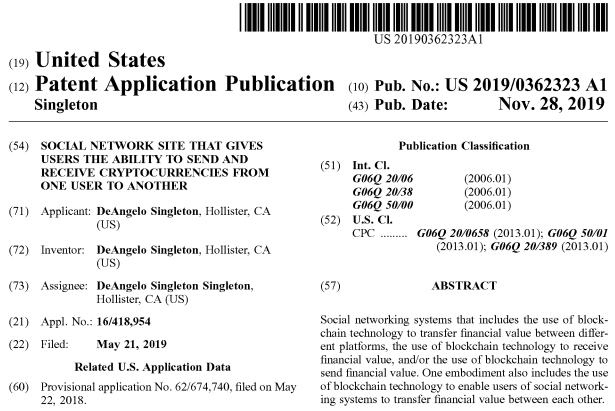 US 20190362323A1
(19) United States
(12) Patent Application Publication (10) Pub. No.: US 2019/0362323 A1
Singleton (43) Pub. Date: Nov. 28, 2019
(54) SOCIAL NETWORK SITE THAT GIVES
USERS THE ABILITY TO SEND AND
RECEIVE CRYPTOCURRENCIES FROM
ONE USER TO ANOTHER
(71) Applicant: DeAngelo Singleton, Hollister, CA
(US)
(72) Inventor: DeAngelo Singleton, Hollister, CA
(US)
(73) Assignee: DeAngelo Singleton Singleton,
Hollister, CA (US)
(21) Appl. No.: 16/418,954
(22) Filed: May 21, 2019
Related U.S. Application Data
(60) Provisional application No. 62/674,740, filed on May
22, 2018.
Publication Classification
(51) Int. Cl.
G06Q 20/06 (2006.01)
G06Q 20/38 (2006.01)
G06Q 50/00 (2006.01)
(52) U.S. Cl.
CPC ......... G06Q 20/0658 (2013.01); G06Q 50/01
(2013.01); G06Q 20/389 (2013.01)
(57) ABSTRACT
Social networking systems that includes the use of block-
chain technology to transfer financial value between differ-
ent platforms, the use of blockchain technology to receive
financial value, and/or the use of blockchain technology to
send financial value. One embodiment also includes the use
of blockchain technology to enable users of social network-
ing systems to transfer financial value between each other.